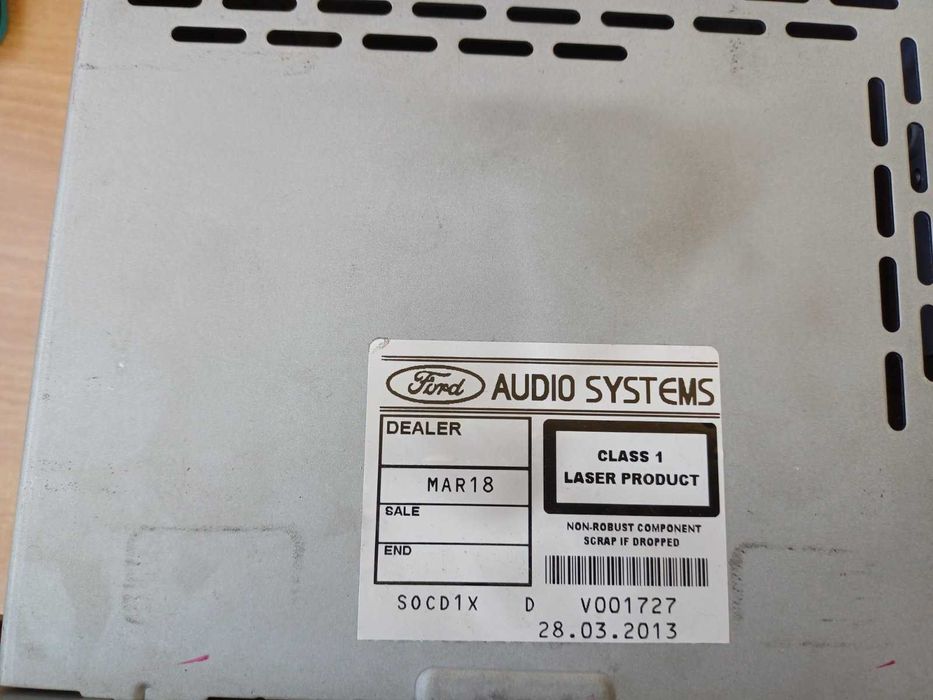 Ford AUDIO SYSTEMS
DEALER
MAR18
SALE
END
CLASS 1
LASER PRODUCT
NON-ROBUST COMPONENT
SCRAP IF DROPPED
SOCD1X D V001727
28.03.2013